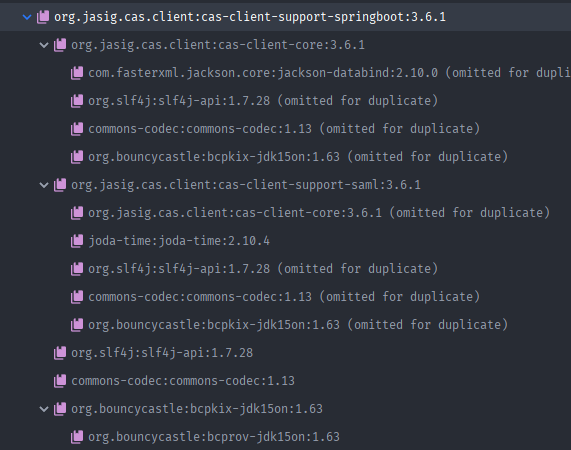 org.jasig.cas.client:cas-client-support-springboot:3.6.1
org.jasig.cas.client:cas-client-core:3.6.1
com.fasterxml.jackson.core:jackson-databind:2.10.0 (omitted for dupli
org.slf4j:slf4j-api:1.7.28 (omitted for duplicate)
commons-codec:commons-codec:1.13 (omitted for duplicate)
org.bouncycastle:bcpkix-jdk15on:1.63 (omitted for duplicate)
org.jasig.cas.client:cas-client-support-saml:3.6.1
org.jasig.cas.client:cas-client-core:3.6.1 (omitted for duplicate)
joda-time:joda-time:2.10.4
org.slf4j:slf4j-api:1.7.28 (omitted for duplicate)
commons-codec:commons-codec:1.13 (omitted for duplicate)
org.bouncycastle:bcpkix-jdk15on:1.63 (omitted for duplicate)
org.slf4j:slf4j-api:1.7.28
commons-codec:commons-codec:1.13
org.bouncycastle:bcpkix-jdk15on:1.63
org.bouncycastle:bcprov-jdk15on:1.63